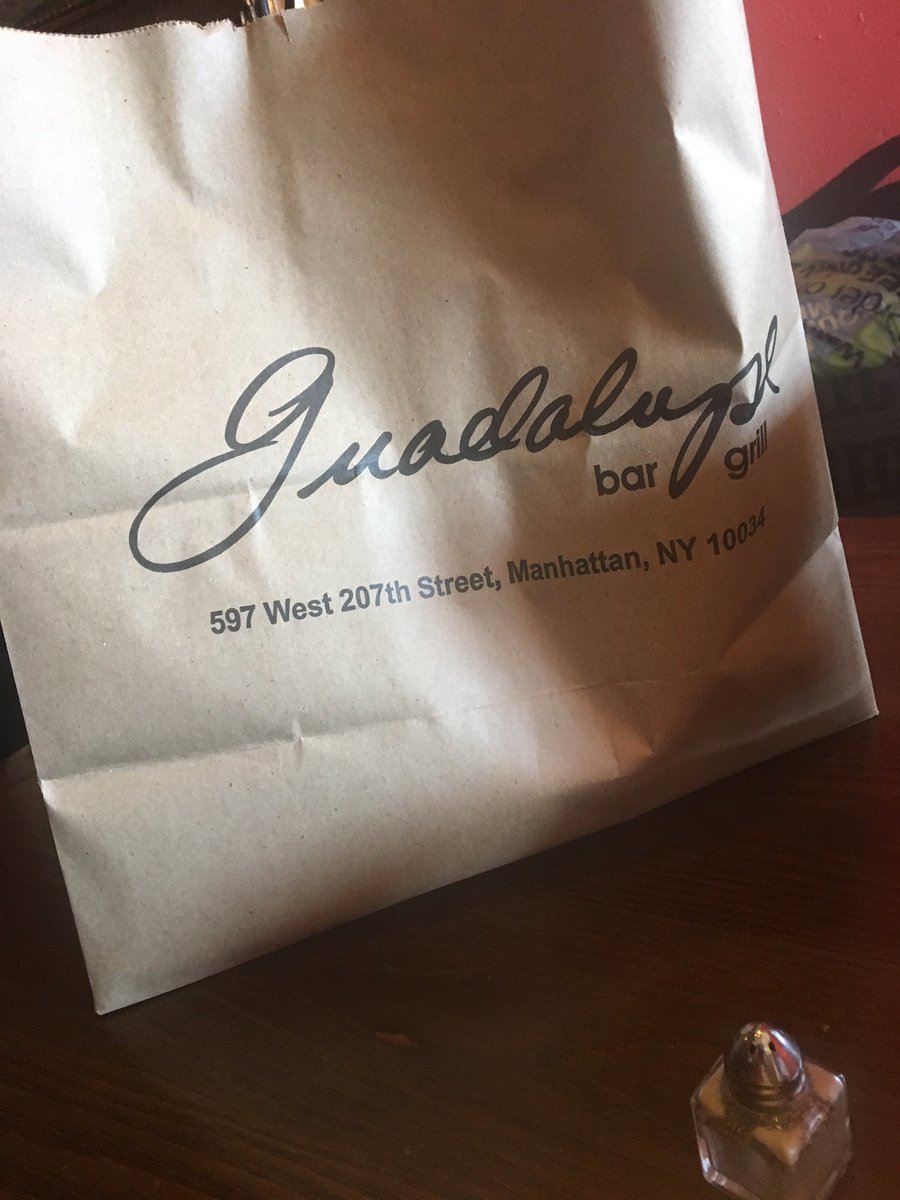 Guadalupe
bar grill
597 West 207th Street, Manhattan, NY 10034